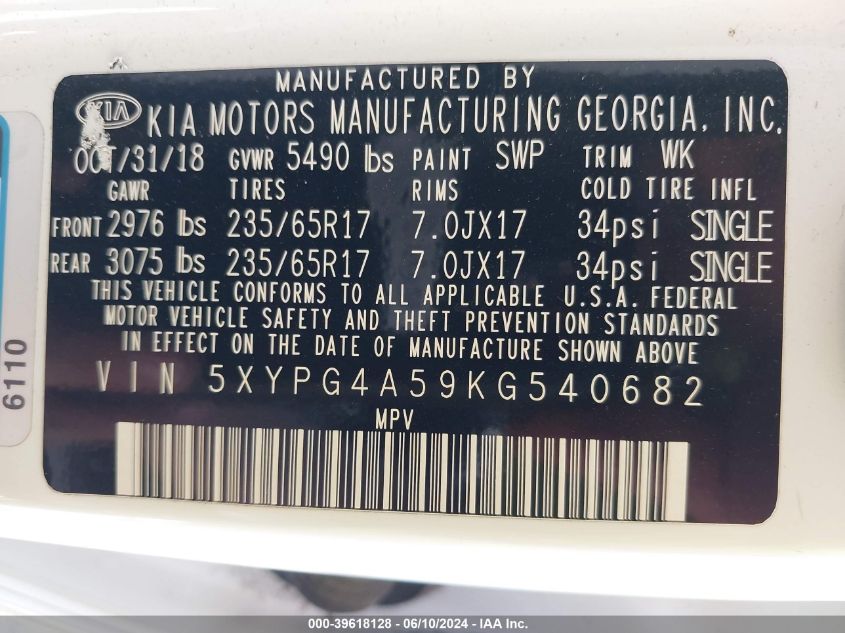 MANUFACTURED BY
KIA KIA MOTORS MANUFACTURING GEORGIA, INC.
OCT/31/18 GVWR 5490 lbs PAINT SWP TRIM WK
GAWR TIRES RIMS COLD TIRE INFL
FRONT 2976 lbs 235/65R17 7.0JX17 34psi SINGLE
REAR 3075 lbs 235/65R17 7.0JX17 34psi SINGLE
THIS VEHICLE CONFORMS TO ALL APPLICABLE U.S.A. FEDERAL
MOTOR VEHICLE SAFETY AND THEFT PREVENTION STANDARDS
IN EFFECT ON THE DATE OF MANUFACTURE SHOWN ABOVE
VIN 5XYPG4A59KG540682
MPV
6110
000-39618128 - 06/10/2024 - IAA Inc.